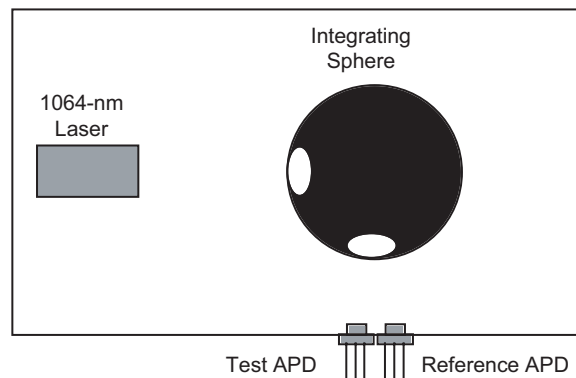 Integrating
Sphere
1064-nm
Laser
Test APD
Reference APD